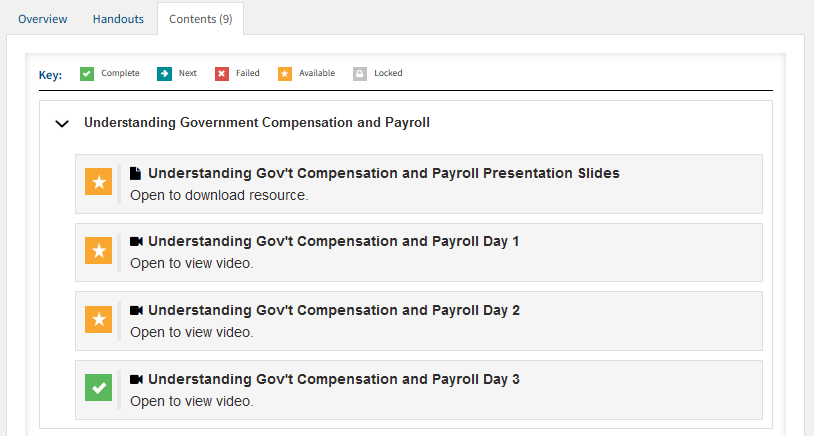 Overview Handouts Contents (9)
Key: Complete Next Failed Available Locked
Understanding Government Compensation and Payroll
Understanding Gov't Compensation and Payroll Presentation Slides
Open to download resource.
Understanding Gov't Compensation and Payroll Day 1
Open to view video.
Understanding Gov't Compensation and Payroll Day 2
Open to view video.
Understanding Gov't Compensation and Payroll Day 3
Open to view video.